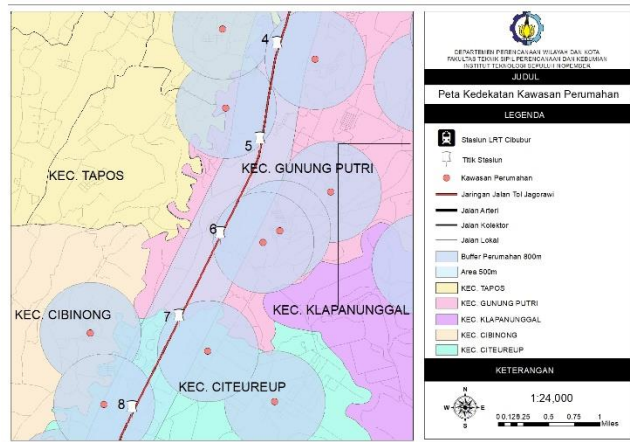 4
5
KEC. GUNUNG PUTRI
KEC. TAPOS
6
KEC. KLAPANUNGGAL
KEC. CIBINONG
7
KEC. CITEUREUP
8
DEPARTEMEN PERENCANAAN WILAYAH DAN KOTA
FAKULTAS TEKNIK SIPIL PERENCANAAN DAN KEBUMIAN
INSTITUT TEKNOLOGI SEPULUH NOPEMBER
JUDUL
Peta Kedekatan Kawasan Perumahan
LEGENDA
Stasiun LRT Cibubur
Titik Stasiun
Kawasan Perumahan
Jaringan Jalan Tol Jagorawi
Jalan Arteri
Jalan Kolektor
Jalan Lokal
Buffer Perumahan 800m
Area 500m
KEC. TAPOS
KEC. GUNUNG PUTRI
KEC. KLAPANUNGGAL
KEC. CIBINONG
KEC. CITEUREUP
KETERANGAN
N
W E
S
1:24,000
0 0.125 0.25 0.5 0.75 1
Miles